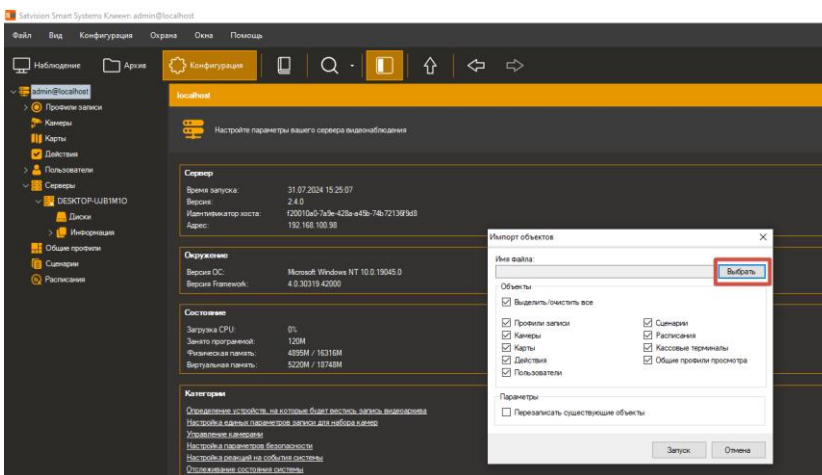 Satvision Smart Systems Клиент: admin@localhost
Файл Вид Конфигурация Охрана Окна Помощь
Наблюдение Архив Конфигурация
admin@localhost
Профили записи
Камеры
Карты
Действия
Пользователи
Серверы
DESKTOP-UJB1M1O
Диски
Информация
Общие профили
Сценарии
Расписания
localhost
Настройте параметры вашего сервера видеонаблюдения
Сервер
Время запуска: 31.07.2024 15:25:07
Версия: 2.4.0
Идентификатор хоста: f20010a0-7a9e-428a-a45b-74b72136f9d8
Адрес: 192.168.100.98
Окружение
Версия ОС: Microsoft Windows NT 10.0.19045.0
Версия Framework: 4.0.30319.42000
Состояние
Загрузка CPU: 0%
Занято программой: 120M
Физическая память: 4895M / 16316M
Виртуальная память: 5220M / 18748M
Категории
Определение устройств, на которые будет вестись запись видеоархива
Настройка единых параметров записи для набора камер
Управление камерами
Настройка параметров безопасности
Настройка реакций на события системы
Отслеживание состояния системы
Импорт объектов
Имя файла:
Выбрать
Объекты
Выделить/очистить все
Профили записи Сценарии
Камеры Расписания
Карты Кассовые терминалы
Действия Общие профили просмотра
Пользователи
Параметры
Перезаписать существующие объекты
Запуск Отмена